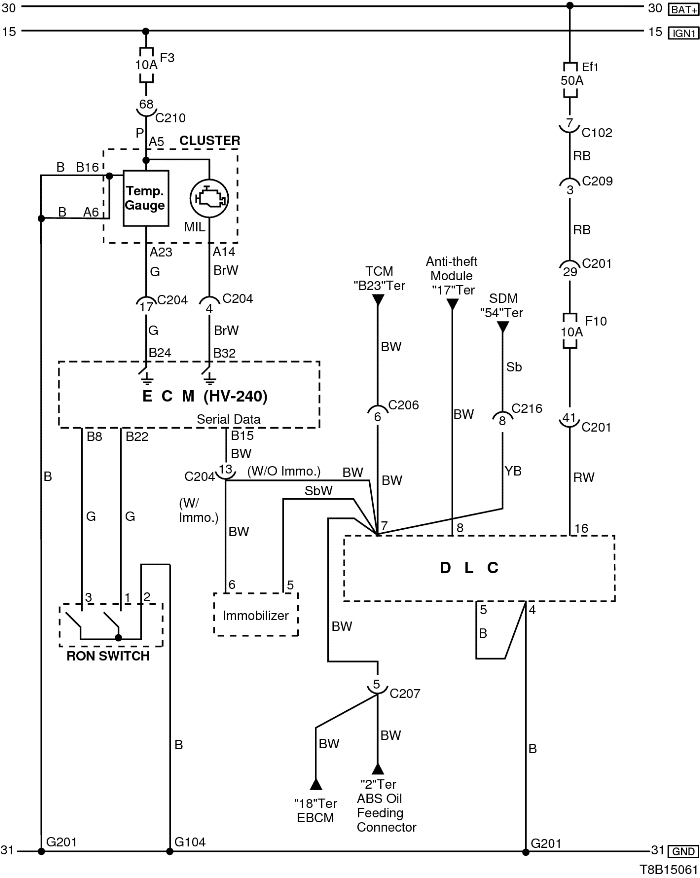 30
30 BAT+
15
15 IGN1
F3
10A
Ef1
50A
68
C210
P
A5
CLUSTER
7
C102
RB
B B16
Temp.
Gauge
MIL
B A6
C209
3
RB
A23
A14
G
BrW
C201
29
17
C204
4
C204
G
BrW
B24
B32
TCM
"B23"Ter
Anti-theft
Module
"17"Ter
SDM
"54"Ter
F10
10A
BW
Sb
E C M (HV-240)
Serial Data
C206
6
BW
C216
8
41
C201
B8
B22
B15
BW
C204
13
(W/O Immo.)
BW
BW
YB
RW
B
SbW
(W/
Immo.)
G
G
BW
7
8
16
D L C
6
5
Immobilizer
3
1
2
RON SWITCH
5
4
B
BW
5
C207
BW
BW
B
B
"18"Ter
EBCM
"2"Ter
ABS Oil
Feeding
Connector
31
G201
G104
G201
31 GND
T8B15061